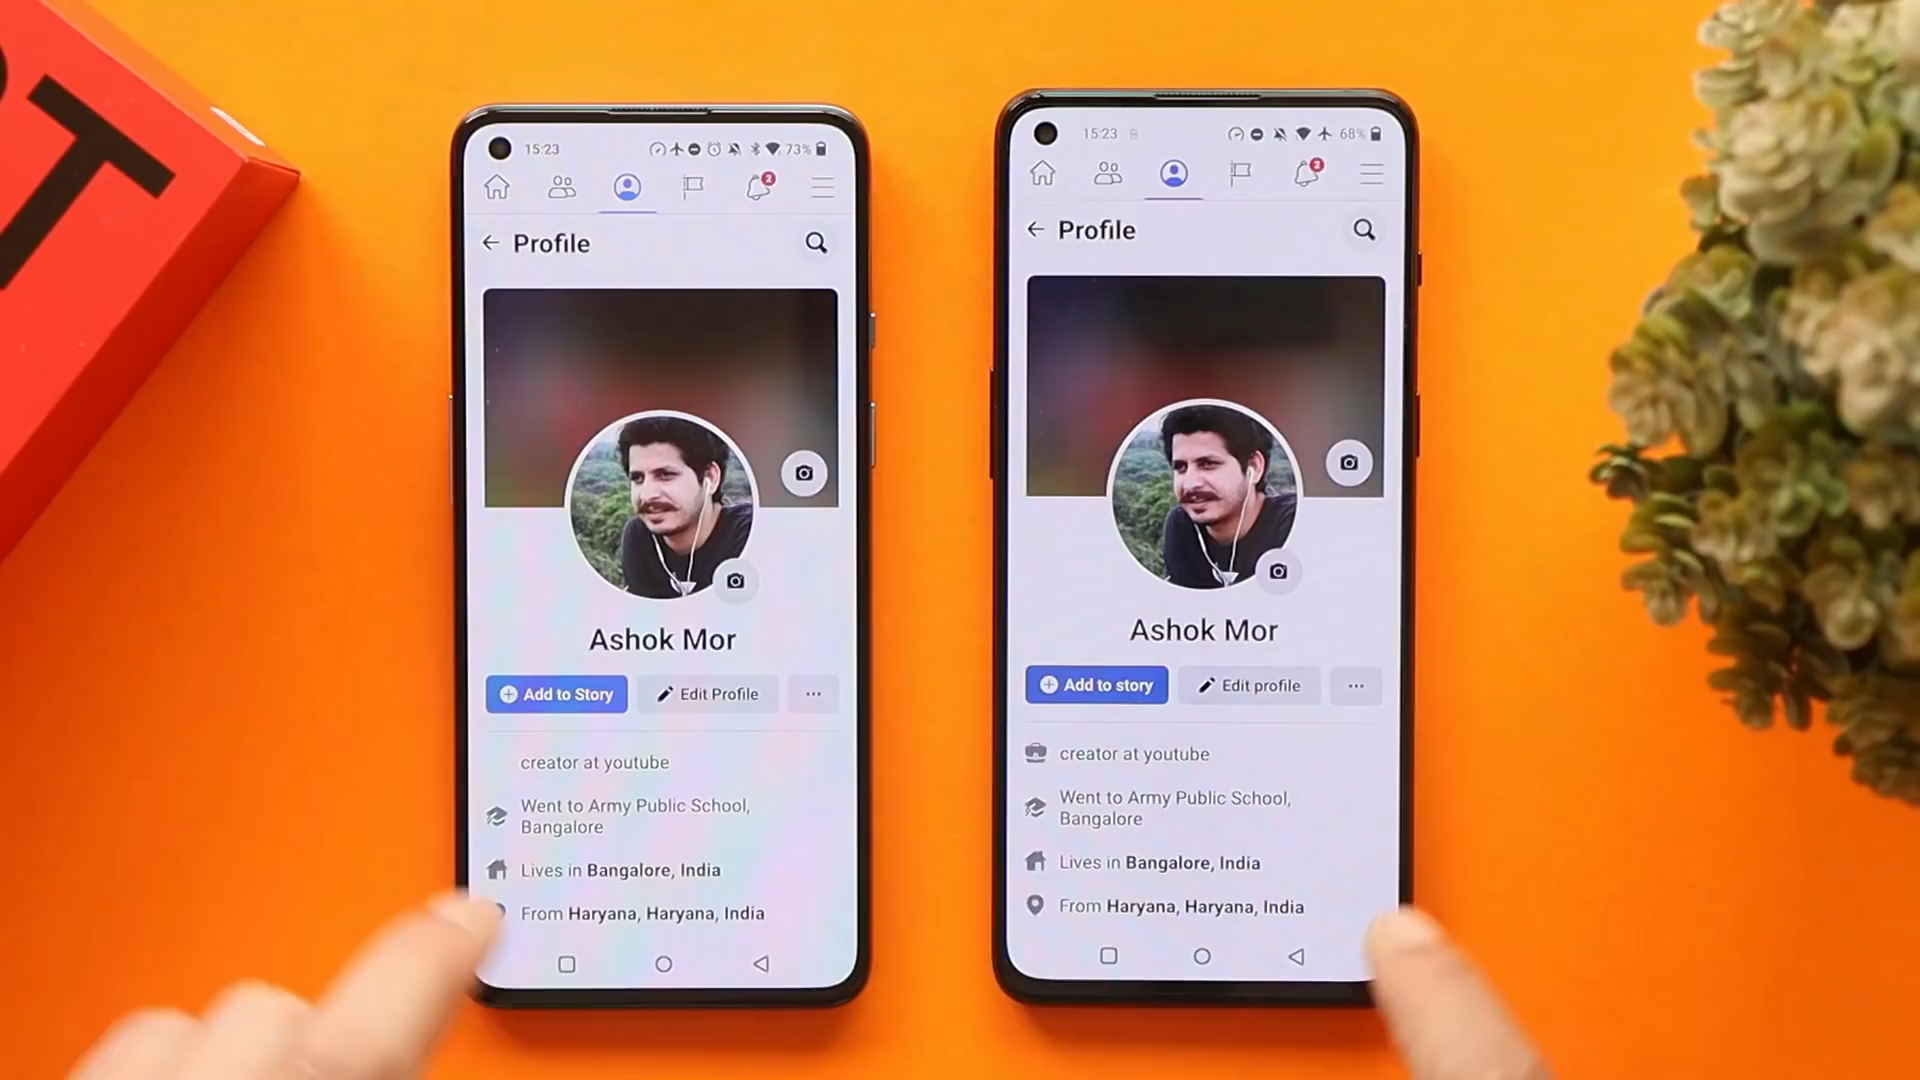 T
15:23
73%
2
Profile
Ashok Mor
Add to Story
Edit Profile
creator at youtube
Went to Army Public School,
Bangalore
Lives in Bangalore, India
From Haryana, Haryana, India
15:23
68%
2
Profile
Ashok Mor
Add to story
Edit profile
creator at youtube
Went to Army Public School,
Bangalore
Lives in Bangalore, India
From Haryana, Haryana, India